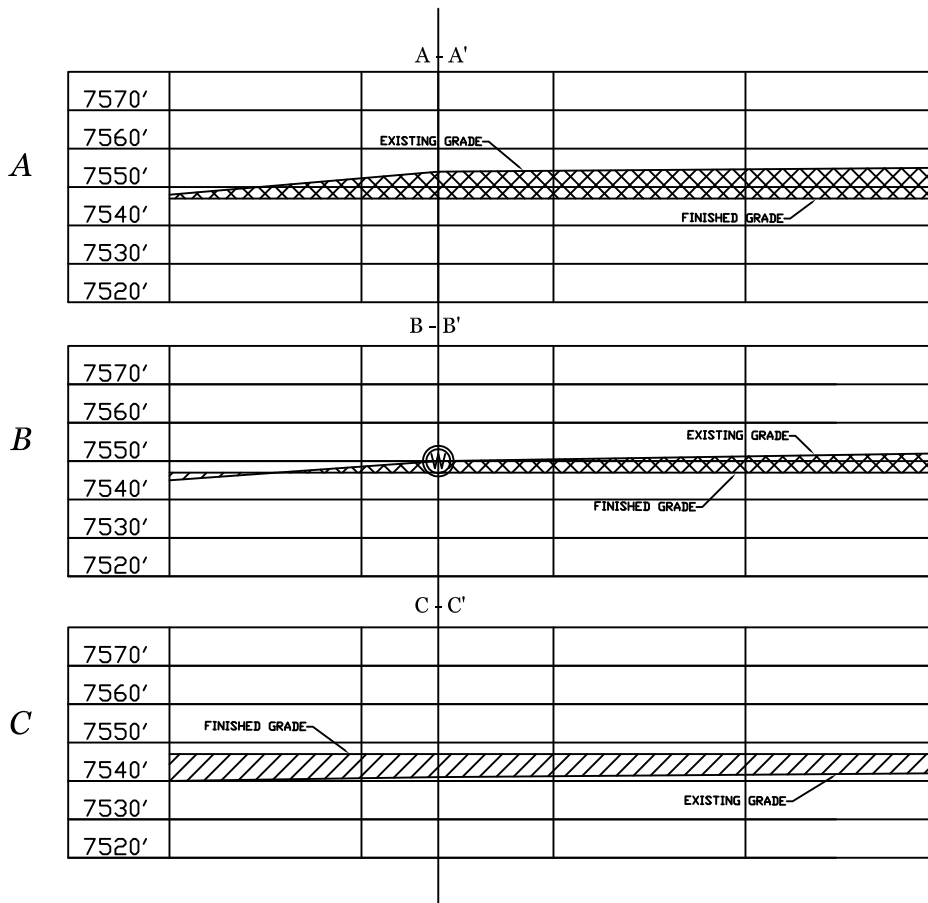 A - A'
7570'
7560'
EXISTING GRADE
A
7550'
7540'
FINISHED GRADE
7530'
7520'
B - B'
7570'
7560'
EXISTING GRADE
B
7550'
W
7540'
FINISHED GRADE
7530'
7520'
C - C'
7570'
7560'
C
7550'
FINISHED GRADE
7540'
7530'
EXISTING GRADE
7520'